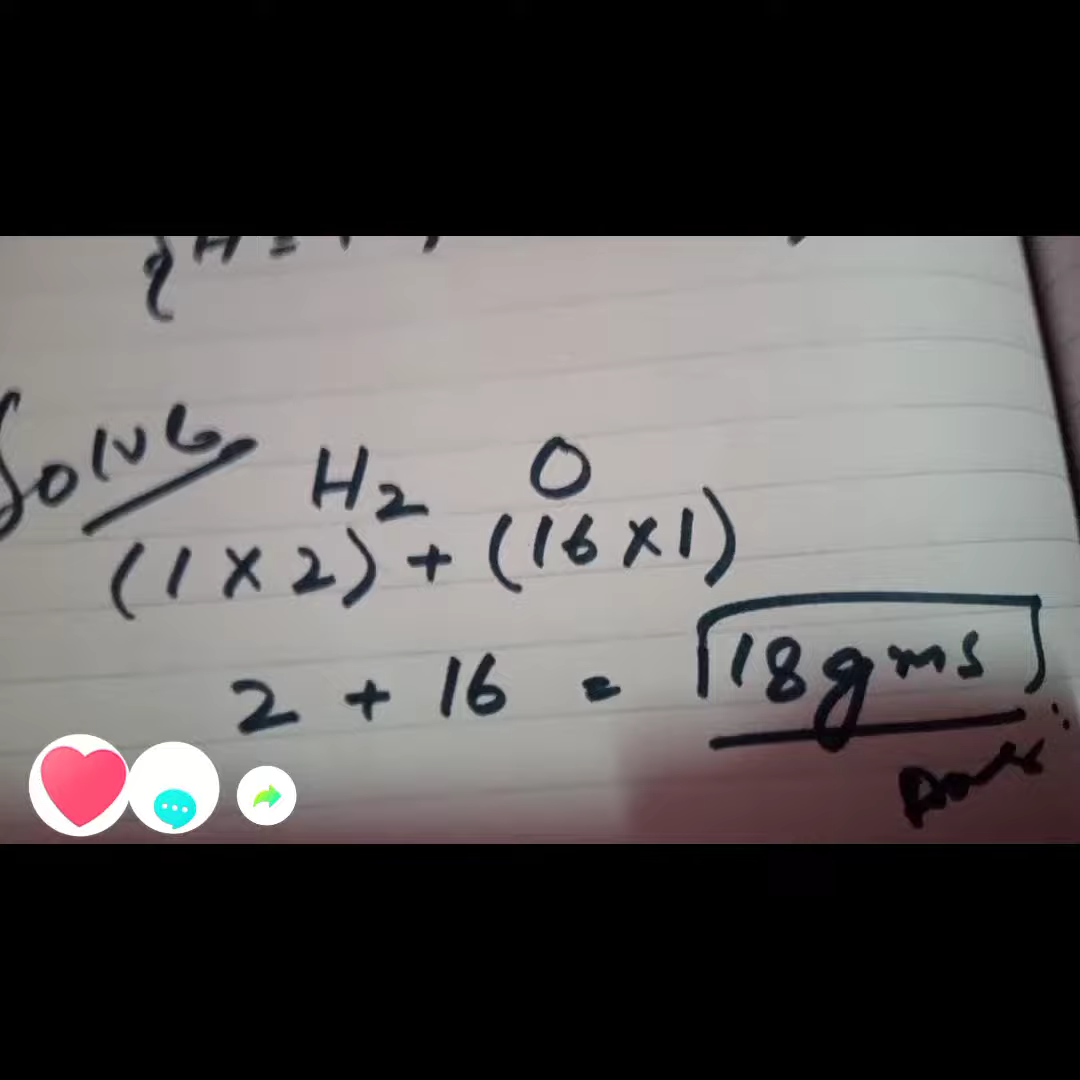 {H =
Solve
H2 O
(1 × 2) + (16 × 1)
2 + 16 = 18gms